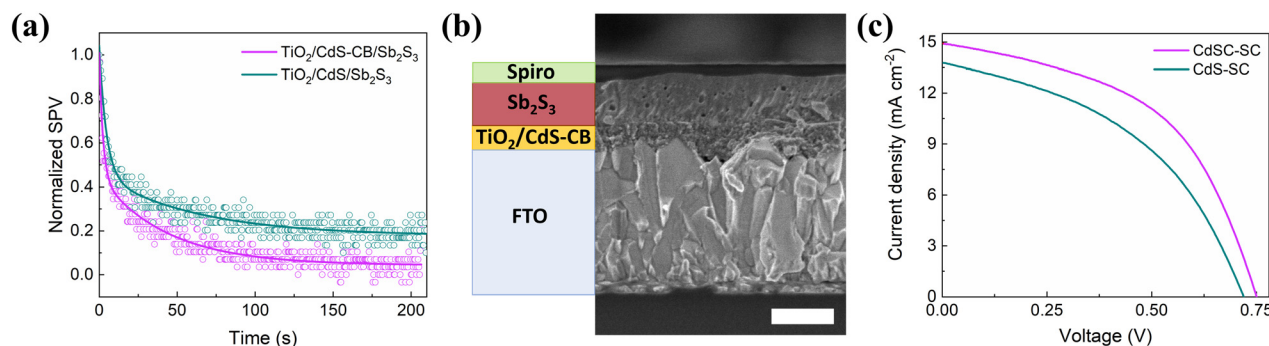 (a)
TiO₂/CdS-CB/Sb₂S₃
TiO₂/CdS/Sb₂S₃
Normalized SPV
1.0
0.8
0.6
0.4
0.2
0.0
0
50
100
150
200
Time (s)
(b)
Spiro
Sb₂S₃
TiO₂/CdS-CB
FTO
(c)
CdSC-SC
CdS-SC
Current density (mA cm⁻²)
15
12
9
6
3
0
0.00
0.25
0.50
0.75
Voltage (V)